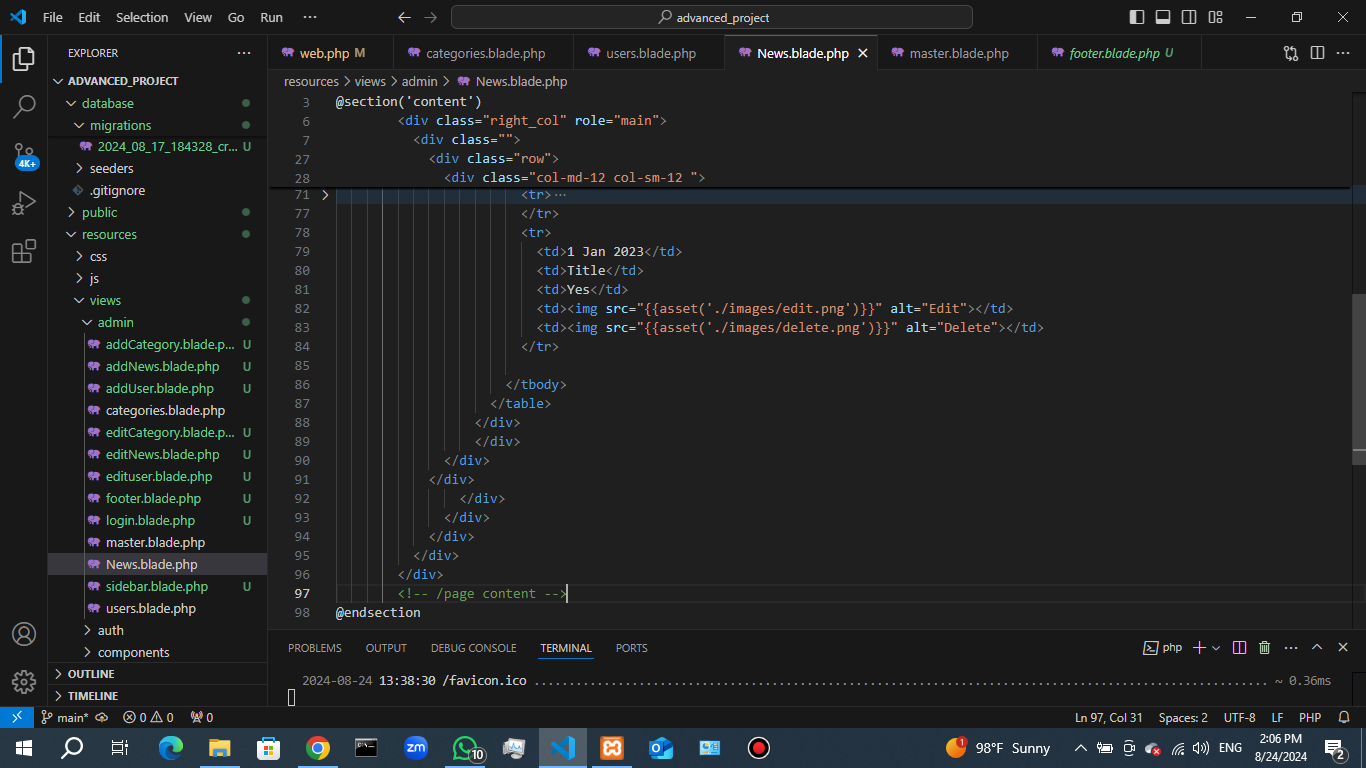 File Edit Selection View Go Run ··· advanced_project
EXPLORER ···
ADVANCED_PROJECT
database
migrations
2024_08_17_184328_cr... U
seeders
.gitignore
public
resources
css
js
views
admin
addCategory.blade.p... U
addNews.blade.php U
addUser.blade.php U
categories.blade.php
editCategory.blade.p... U
editNews.blade.php U
edituser.blade.php U
footer.blade.php U
login.blade.php U
master.blade.php
News.blade.php
sidebar.blade.php U
users.blade.php
auth
components
OUTLINE
TIMELINE
4K+
web.php M categories.blade.php users.blade.php News.blade.php master.blade.php footer.blade.php U
resources > views > admin > News.blade.php
3 @section('content')
6 <div class="right_col" role="main">
7 <div class="">
27 <div class="row">
28 <div class="col-md-12 col-sm-12 ">
71 <tr> ···
77 </tr>
78 <tr>
79 <td>1 Jan 2023</td>
80 <td>Title</td>
81 <td>Yes</td>
82 <td><img src="{{asset('./images/edit.png')}}" alt="Edit"></td>
83 <td><img src="{{asset('./images/delete.png')}}" alt="Delete"></td>
84 </tr>
85
86 </tbody>
87 </table>
88 </div>
89 </div>
90 </div>
91 </div>
92 </div>
93 </div>
94 </div>
95 </div>
96 </div>
97 <!-- /page content -->
98 @endsection
PROBLEMS OUTPUT DEBUG CONSOLE TERMINAL PORTS php
2024-08-24 13:38:30 /favicon.ico ................................................................................................ ~ 0.36ms
main* 0 0 0 Ln 97, Col 31 Spaces: 2 UTF-8 LF PHP
zm 10 1 98°F Sunny ENG 2:06 PM
8/24/2024 2